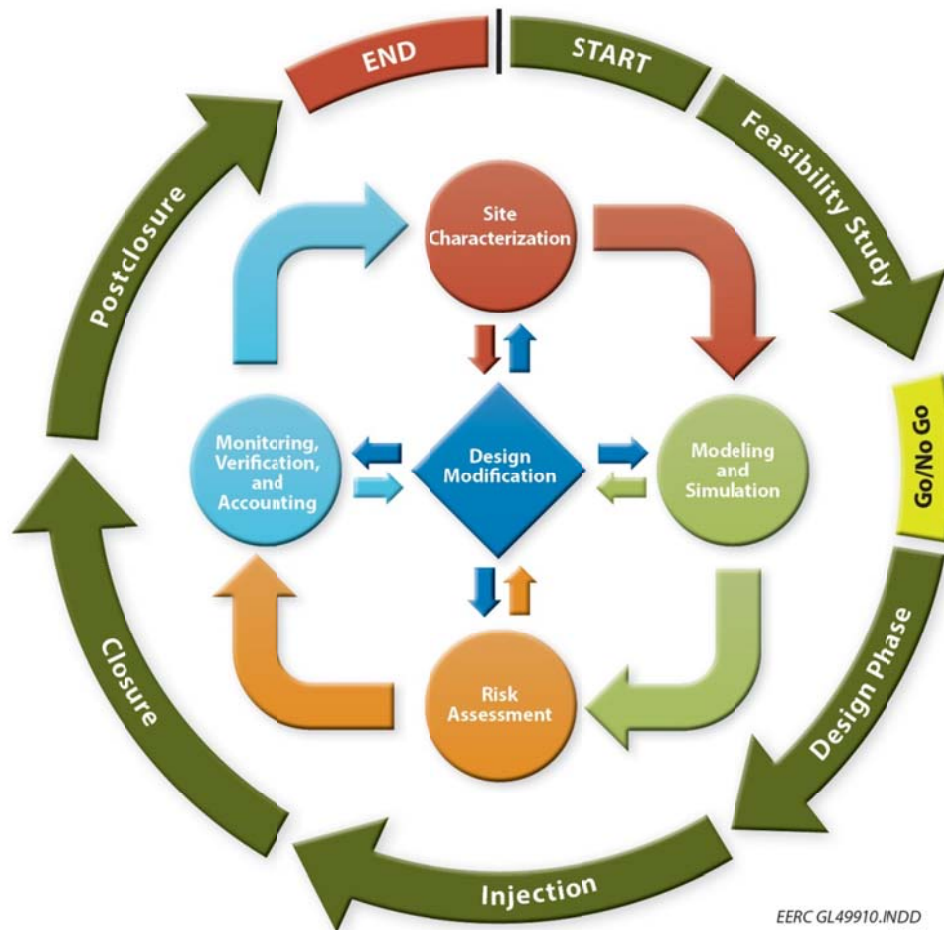 END
START
Feasibility Study
Go/No Go
Design Phase
Injection
Closure
Postclosure
Site
Characterization
Modeling
and
Simulation
Risk
Assessment
Monitoring,
Verification,
and
Accounting
Design
Modification
EERC GL49910.INDD